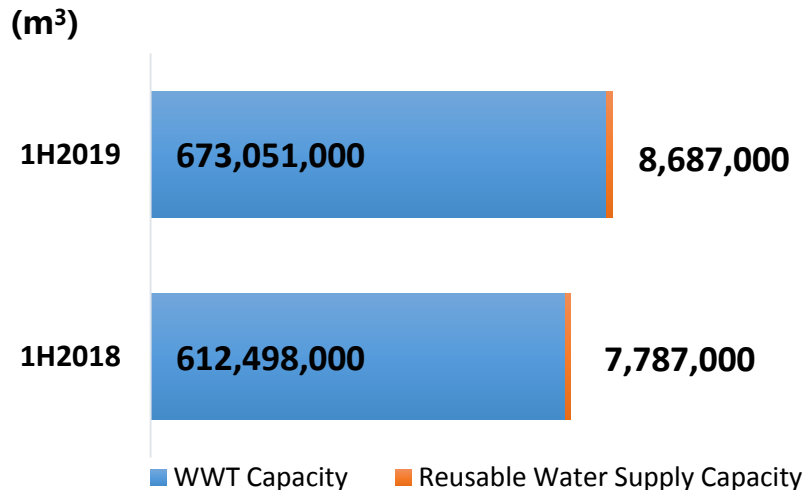 (m³)
1H2019 673,051,000 8,687,000
1H2018 612,498,000 7,787,000
WWT Capacity Reusable Water Supply Capacity